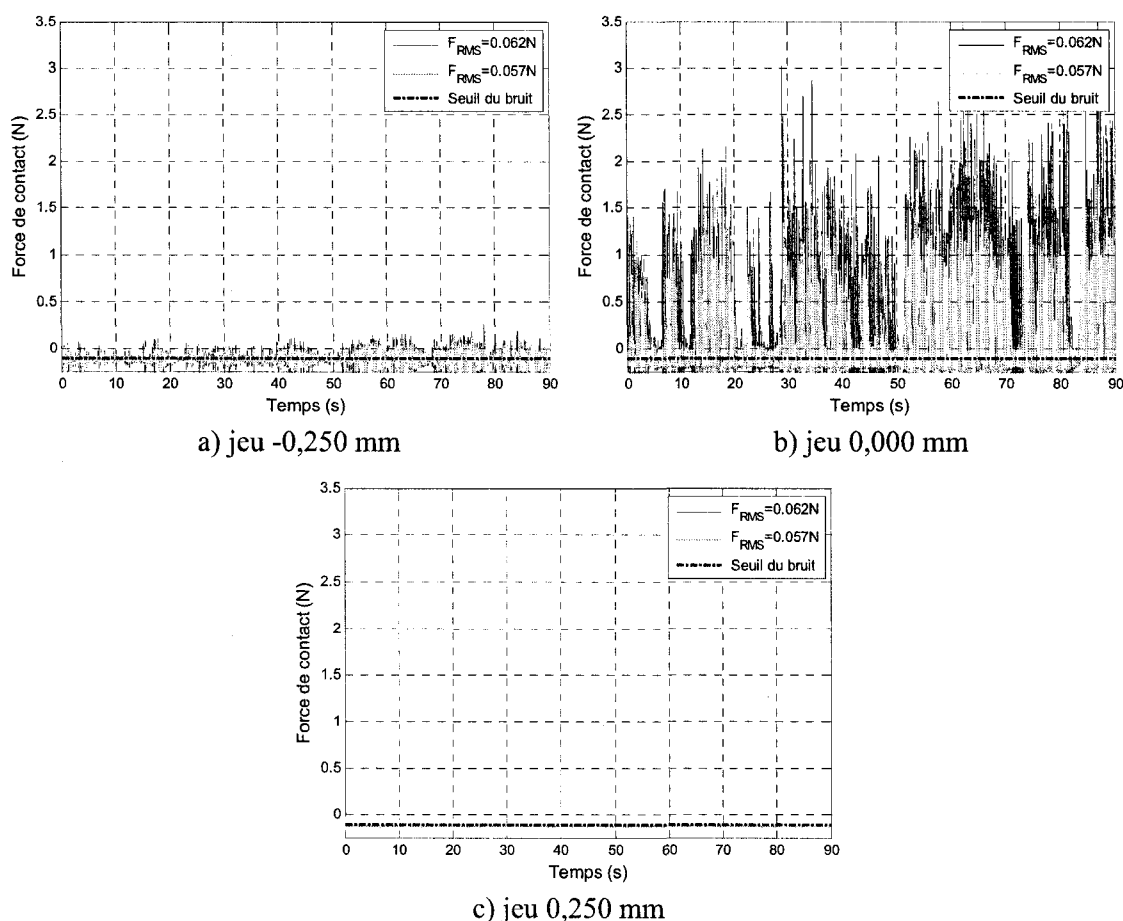 3.5
3
2.5
2
1.5
1
0.5
0
Force de contact (N)
F_RMS=0.062N
F_RMS=0.057N
Seuil du bruit
0 10 20 30 40 50 60 70 80 90
Temps (s)
a) jeu -0,250 mm
3.5
3
2.5
2
1.5
1
0.5
0
Force de contact (N)
F_RMS=0.062N
F_RMS=0.057N
Seuil du bruit
0 10 20 30 40 50 60 70 80 90
Temps (s)
b) jeu 0,000 mm
3.5
3
2.5
2
1.5
1
0.5
0
Force de contact (N)
F_RMS=0.062N
F_RMS=0.057N
Seuil du bruit
0 10 20 30 40 50 60 70 80 90
Temps (s)
c) jeu 0,250 mm